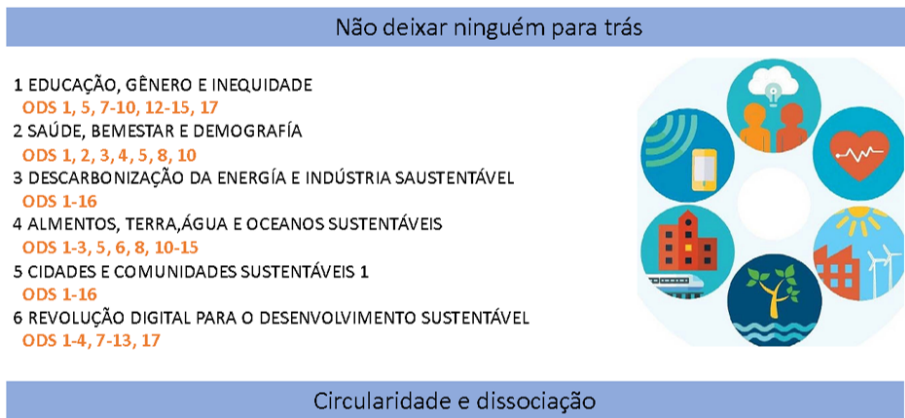 Não deixar ninguém para trás
1 EDUCAÇÃO, GÊNERO E INEQUIDADE
ODS 1, 5, 7-10, 12-15, 17
2 SAÚDE, BEMESTAR E DEMOGRAFÍA
ODS 1, 2, 3, 4, 5, 8, 10
3 DESCARBONIZAÇÃO DA ENERGÍA E INDÚSTRIA SAUSTENTÁVEL
ODS 1-16
4 ALMENTOS, TERRA,ÁGUA E OCEANOS SUSTENTÁVEIS
ODS 1-3, 5, 6, 8, 10-15
5 CIDADES E COMUNIDADES SUSTENTÁVEIS 1
ODS 1-16
6 REVOLUÇÃO DIGITAL PARA O DESENVOLVIMENTO SUSTENTÁVEL
ODS 1-4, 7-13, 17
Circularidade e dissociação